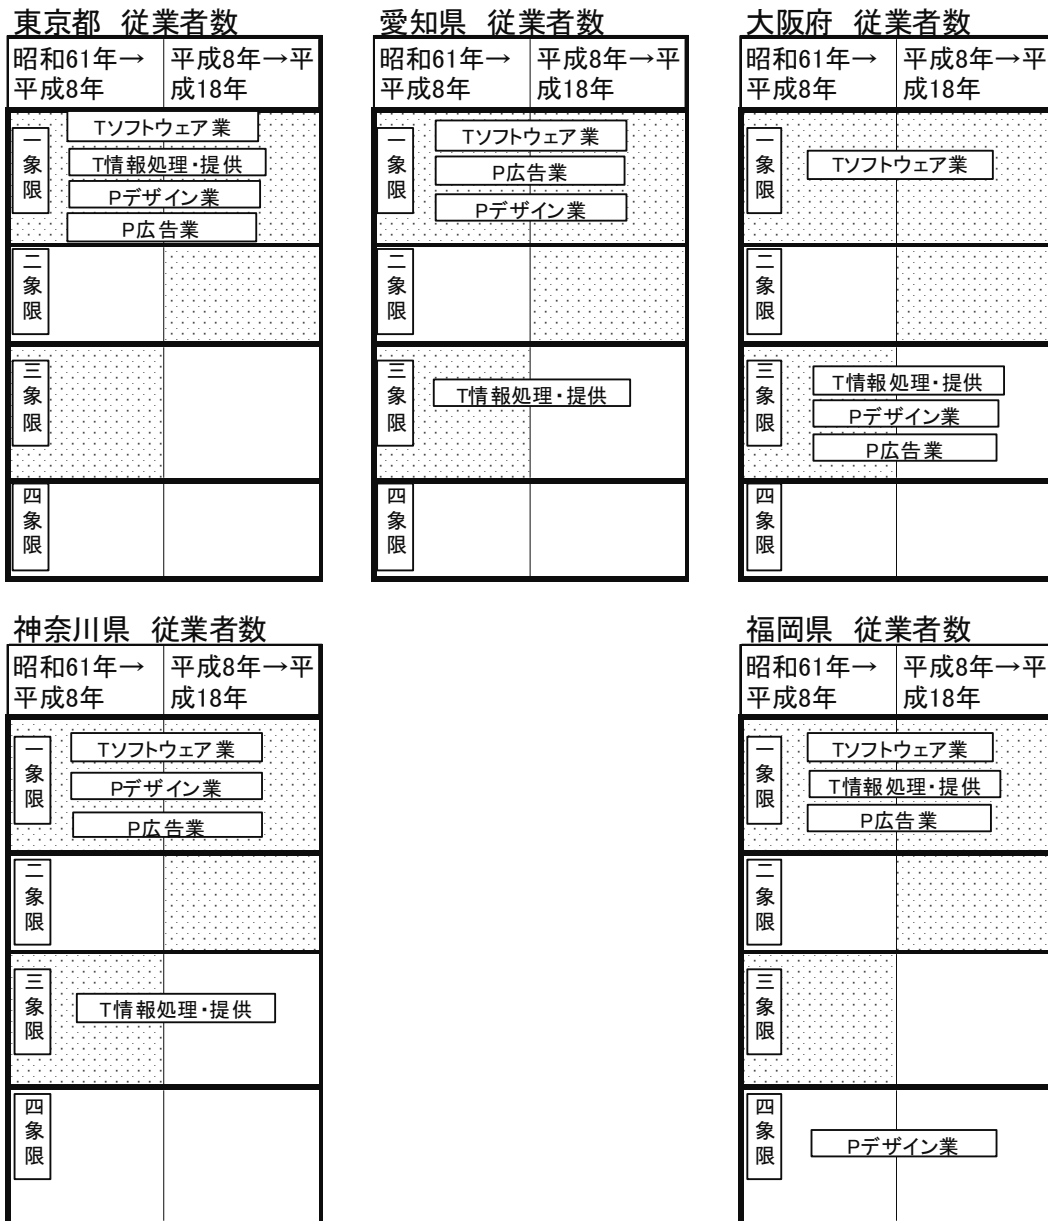 東京都 従業者数
昭和61年→
平成8年
平成8年→平
成18年
一象限
Tソフトウェア業
T情報処理・提供
Pデザイン業
P広告業
二象限
三象限
四象限
愛知県 従業者数
昭和61年→
平成8年
平成8年→平
成18年
一象限
Tソフトウェア業
P広告業
Pデザイン業
二象限
三象限
T情報処理・提供
四象限
大阪府 従業者数
昭和61年→
平成8年
平成8年→平
成18年
一象限
Tソフトウェア業
二象限
三象限
T情報処理・提供
Pデザイン業
P広告業
四象限
神奈川県 従業者数
昭和61年→
平成8年
平成8年→平
成18年
一象限
Tソフトウェア業
Pデザイン業
P広告業
二象限
三象限
T情報処理・提供
四象限
福岡県 従業者数
昭和61年→
平成8年
平成8年→平
成18年
一象限
Tソフトウェア業
T情報処理・提供
P広告業
二象限
三象限
四象限
Pデザイン業